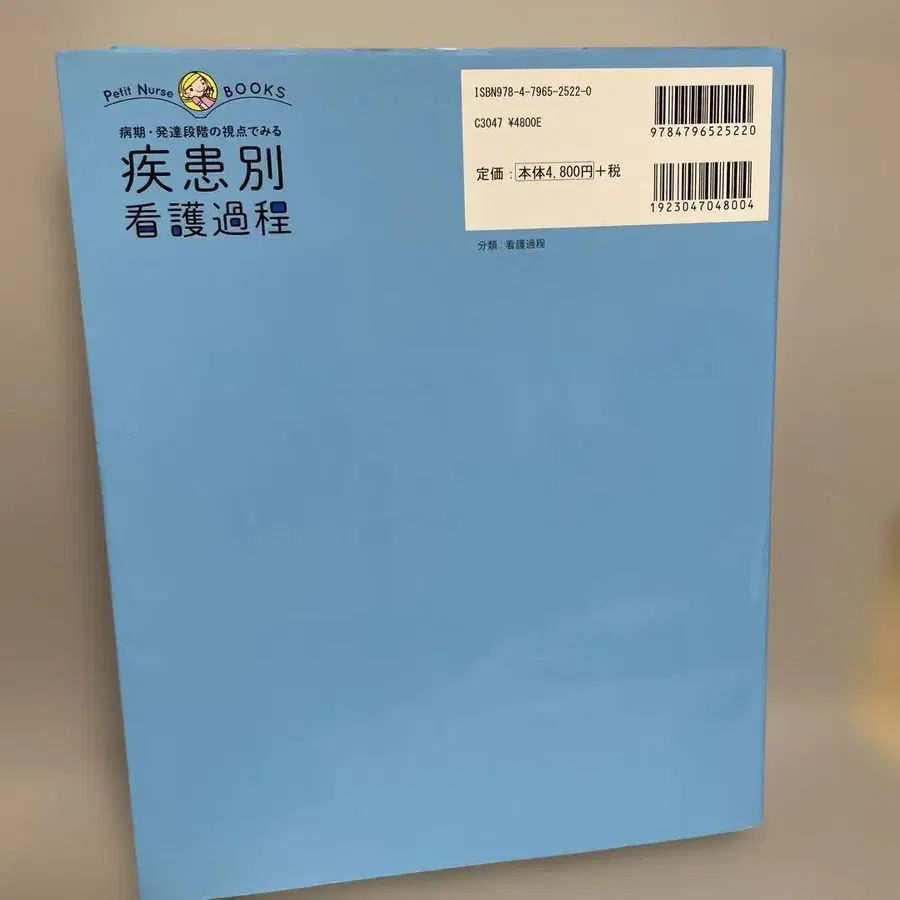 Petit Nurse BOOKS
病期・発達段階の視点でみる
疾患別
看護過程
ISBN978-4-7965-2522-0
C3047 ¥4800E
定価：本体4,800円＋税
9784796525220
1923047048004
分類：看護過程